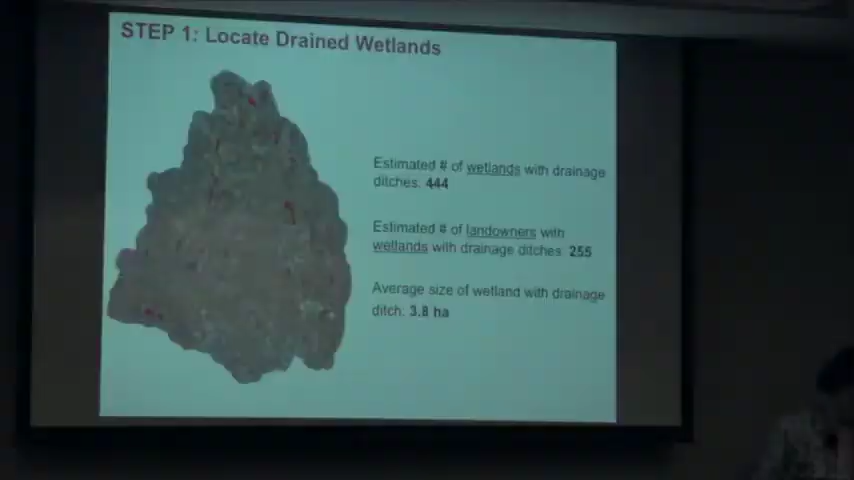 STEP 1: Locate Drained Wetlands
Estimated # of wetlands with drainage
ditches: 444
Estimated # of landowners with
wetlands with drainage ditches: 255
Average size of wetland with drainage
ditch: 3.8 ha